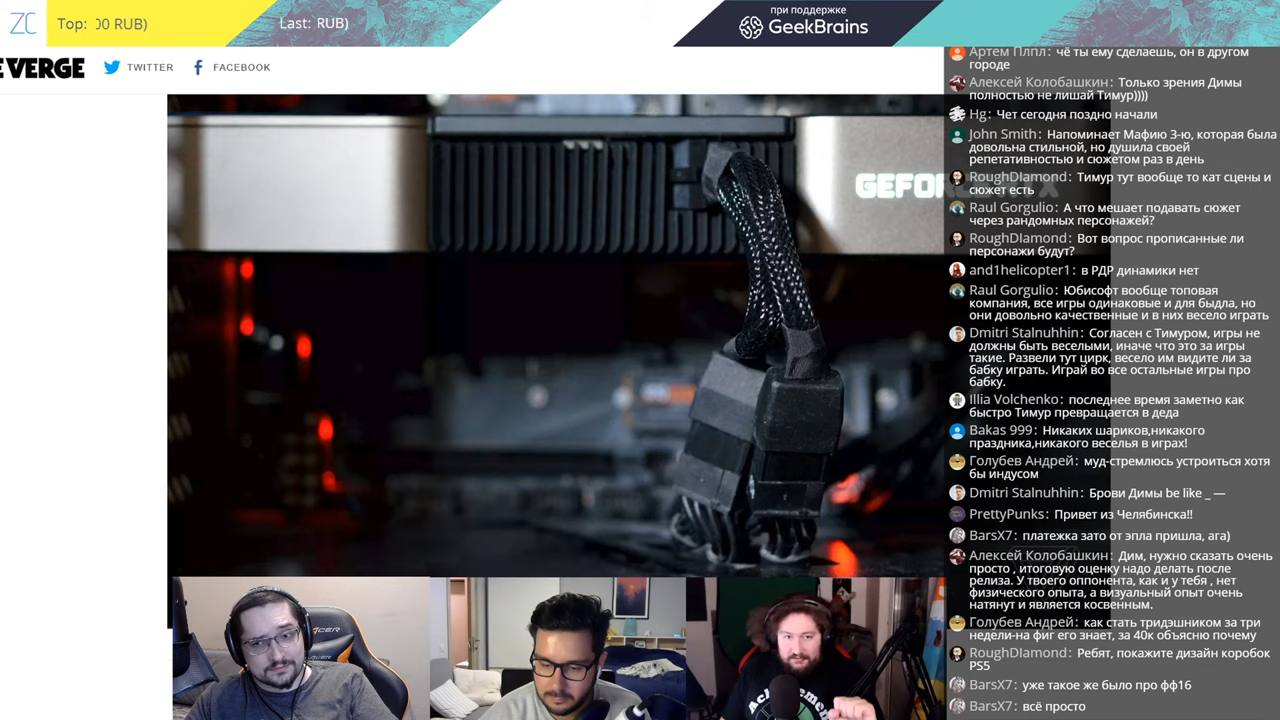 ZC
Top: 00 RUB)
Last: RUB)
при поддержке
GeekBrains
E VERGE
TWITTER
FACEBOOK
GEFOR
Артем Плпл: чё ты ему сделаешь, он в другом
городе
Алексей Колобашкин: Только зрения Димы
полностью не лишай Тимур))))
Hg: Чет сегодня поздно начали
John Smith: Напоминает Мафию 3-ю, которая была
довольна стильной, но душила своей
репетативностью и сюжетом раз в день
RoughDIamond: Тимур тут вообще то кат сцены и
сюжет есть
Raul Gorgulio: А что мешает подавать сюжет
через рандомных персонажей?
RoughDIamond: Вот вопрос прописанные ли
персонажи будут?
and1helicopter1: в РДР динамики нет
Raul Gorgulio: Юбисофт вообще топовая
компания, все игры одинаковые и для быдла, но
они довольно качественные и в них весело играть
Dmitri Stalnuhhin: Согласен с Тимуром, игры не
должны быть веселыми, иначе что это за игры
такие. Развели тут цирк, весело им видите ли за
бабку играть. Играй во все остальные игры про
бабку.
Illia Volchenko: последнее время заметно как
быстро Тимур превращается в деда
Bakas 999: Никаких шариков,никакого
праздника,никакого веселья в играх!
Голубев Андрей: муд-стремлюсь устроиться хотя
бы индусом
Dmitri Stalnuhhin: Брови Димы be like _ —
PrettyPunks: Привет из Челябинска!!
BarsX7: платежка зато от эпла пришла, ага)
Алексей Колобашкин: Дим, нужно сказать очень
просто , итоговую оценку надо делать после
релиза. У твоего оппонента, как и у тебя , нет
физического опыта, а визуальный опыт очень
натянут и является косвенным.
Голубев Андрей: как стать тридэшником за три
недели-на фиг его знает, за 40к объясню почему
RoughDIamond: Ребят, покажите дизайн коробок
PS5
BarsX7: уже такое же было про фф16
BarsX7: всё просто